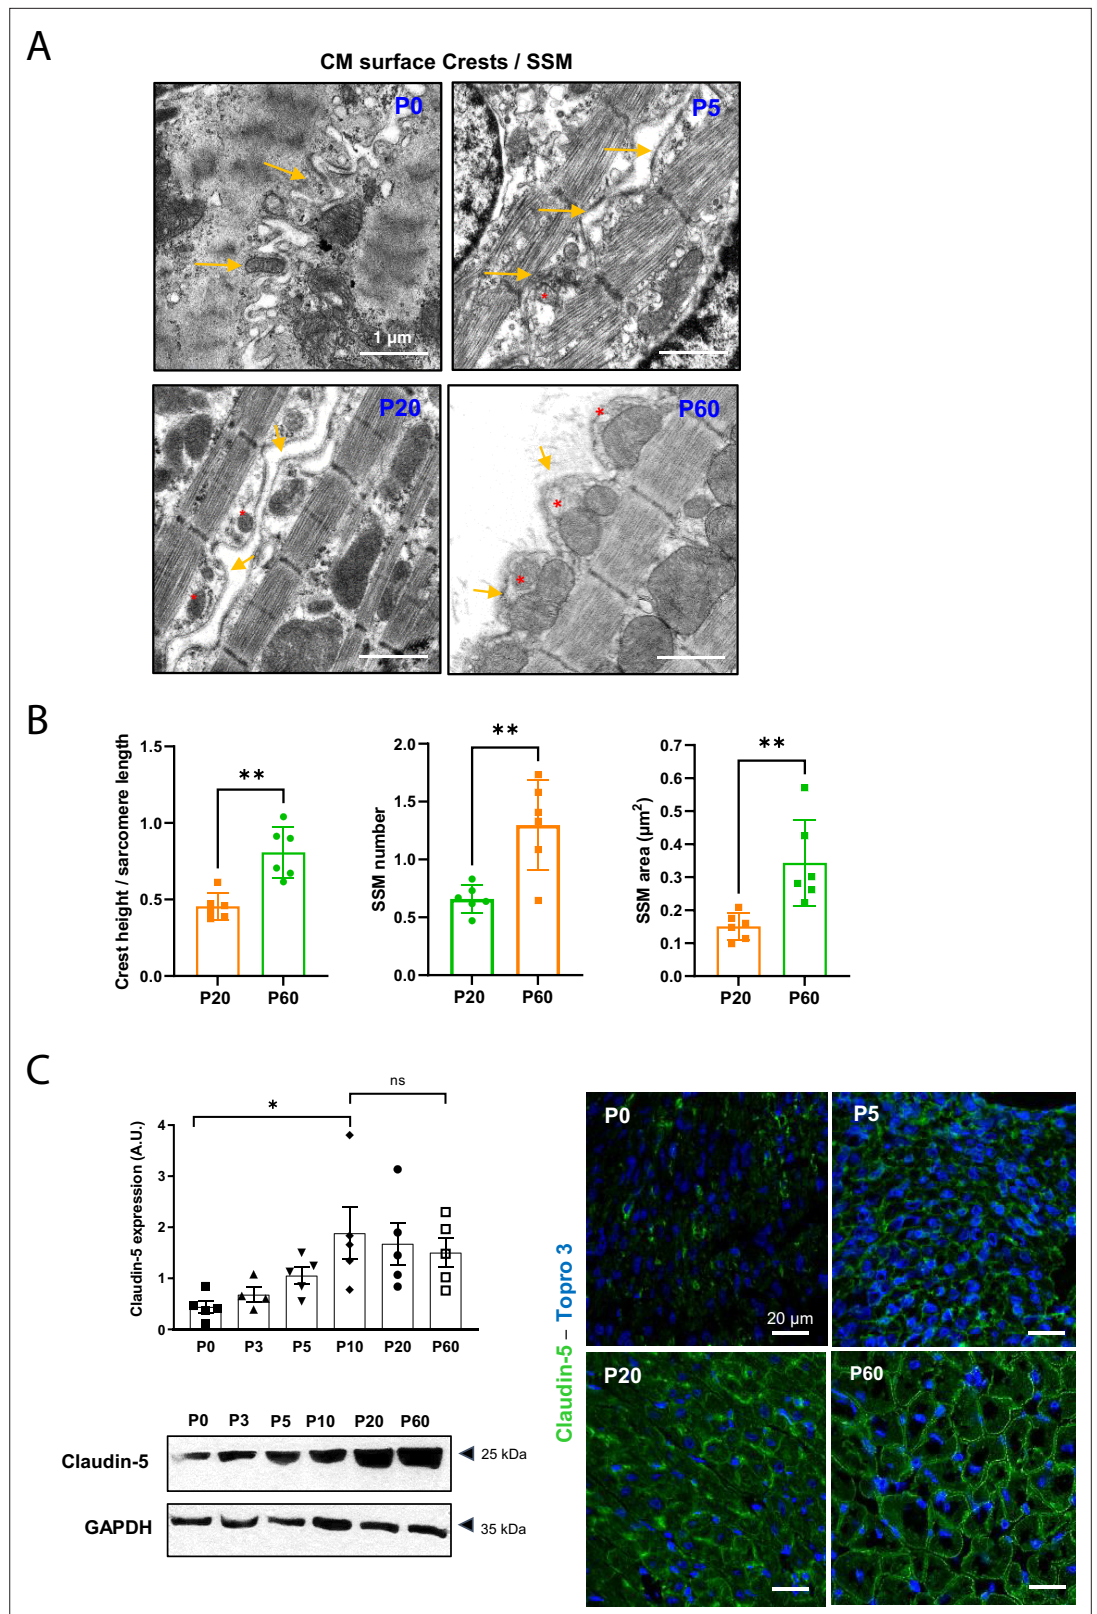 A
CM surface Crests / SSM
P0
P5
1 µm
P20
P60
*
*
*
*
*
*
B
Crest height / sarcomere length
1.5
1.0
0.5
0.0
**
P20
P60
SSM number
2.0
1.5
1.0
0.5
0.0
**
P20
P60
SSM area (µm²)
0.7
0.6
0.5
0.4
0.3
0.2
0.1
0.0
**
P20
P60
C
Claudin-5 expression (A.U.)
4
3
2
1
0
*
ns
P0 P3 P5 P10 P20 P60
P0 P3 P5 P10 P20 P60
Claudin-5
25 kDa
GAPDH
35 kDa
Claudin-5 – Topro 3
P0
P5
20 µm
P20
P60